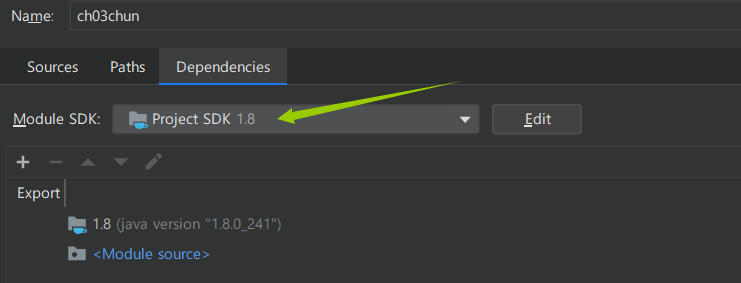 Name: ch03chun
Sources Paths Dependencies
Module SDK: Project SDK 1.8 Edit
Export
1.8 (java version "1.8.0_241")
<Module source>